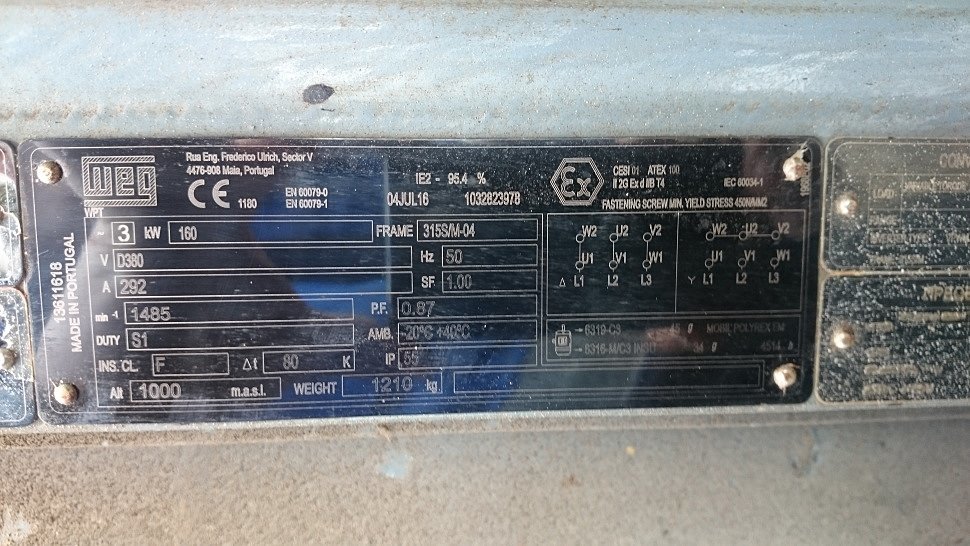 WEG
WPT
Rua Eng. Frederico Ulrich, Sector V
4476-908 Maia, Portugal
CE 1180
EN 60079-0
EN 60079-1
IE2 - 95.4 %
04JUL16 1032823978
Ex
CESI 01 ATEX 100
II 2G Ex d IIB T4
IEC 60034-1
FASTENING SCREW MIN. YIELD STRESS 450N/MM2
13611618
MADE IN PORTUGAL
~ 3 kW 160 FRAME 315S/M-04
V D380 Hz 50
A 292 SF 1.00
min -1 1485 P.F. 0.87
DUTY S1 AMB. -20°C +40°C
INS. CL. F Δt 80 K IP 55
Alt 1000 m.a.s.l. WEIGHT 1210 kg
W2 U2 V2 W2 U2 V2
U1 V1 W1 U1 V1 W1
Δ L1 L2 L3 Y L1 L2 L3
6319-C3 45 g MOBIL POLYREX EM
6316-M/C3 34 g 4514 h